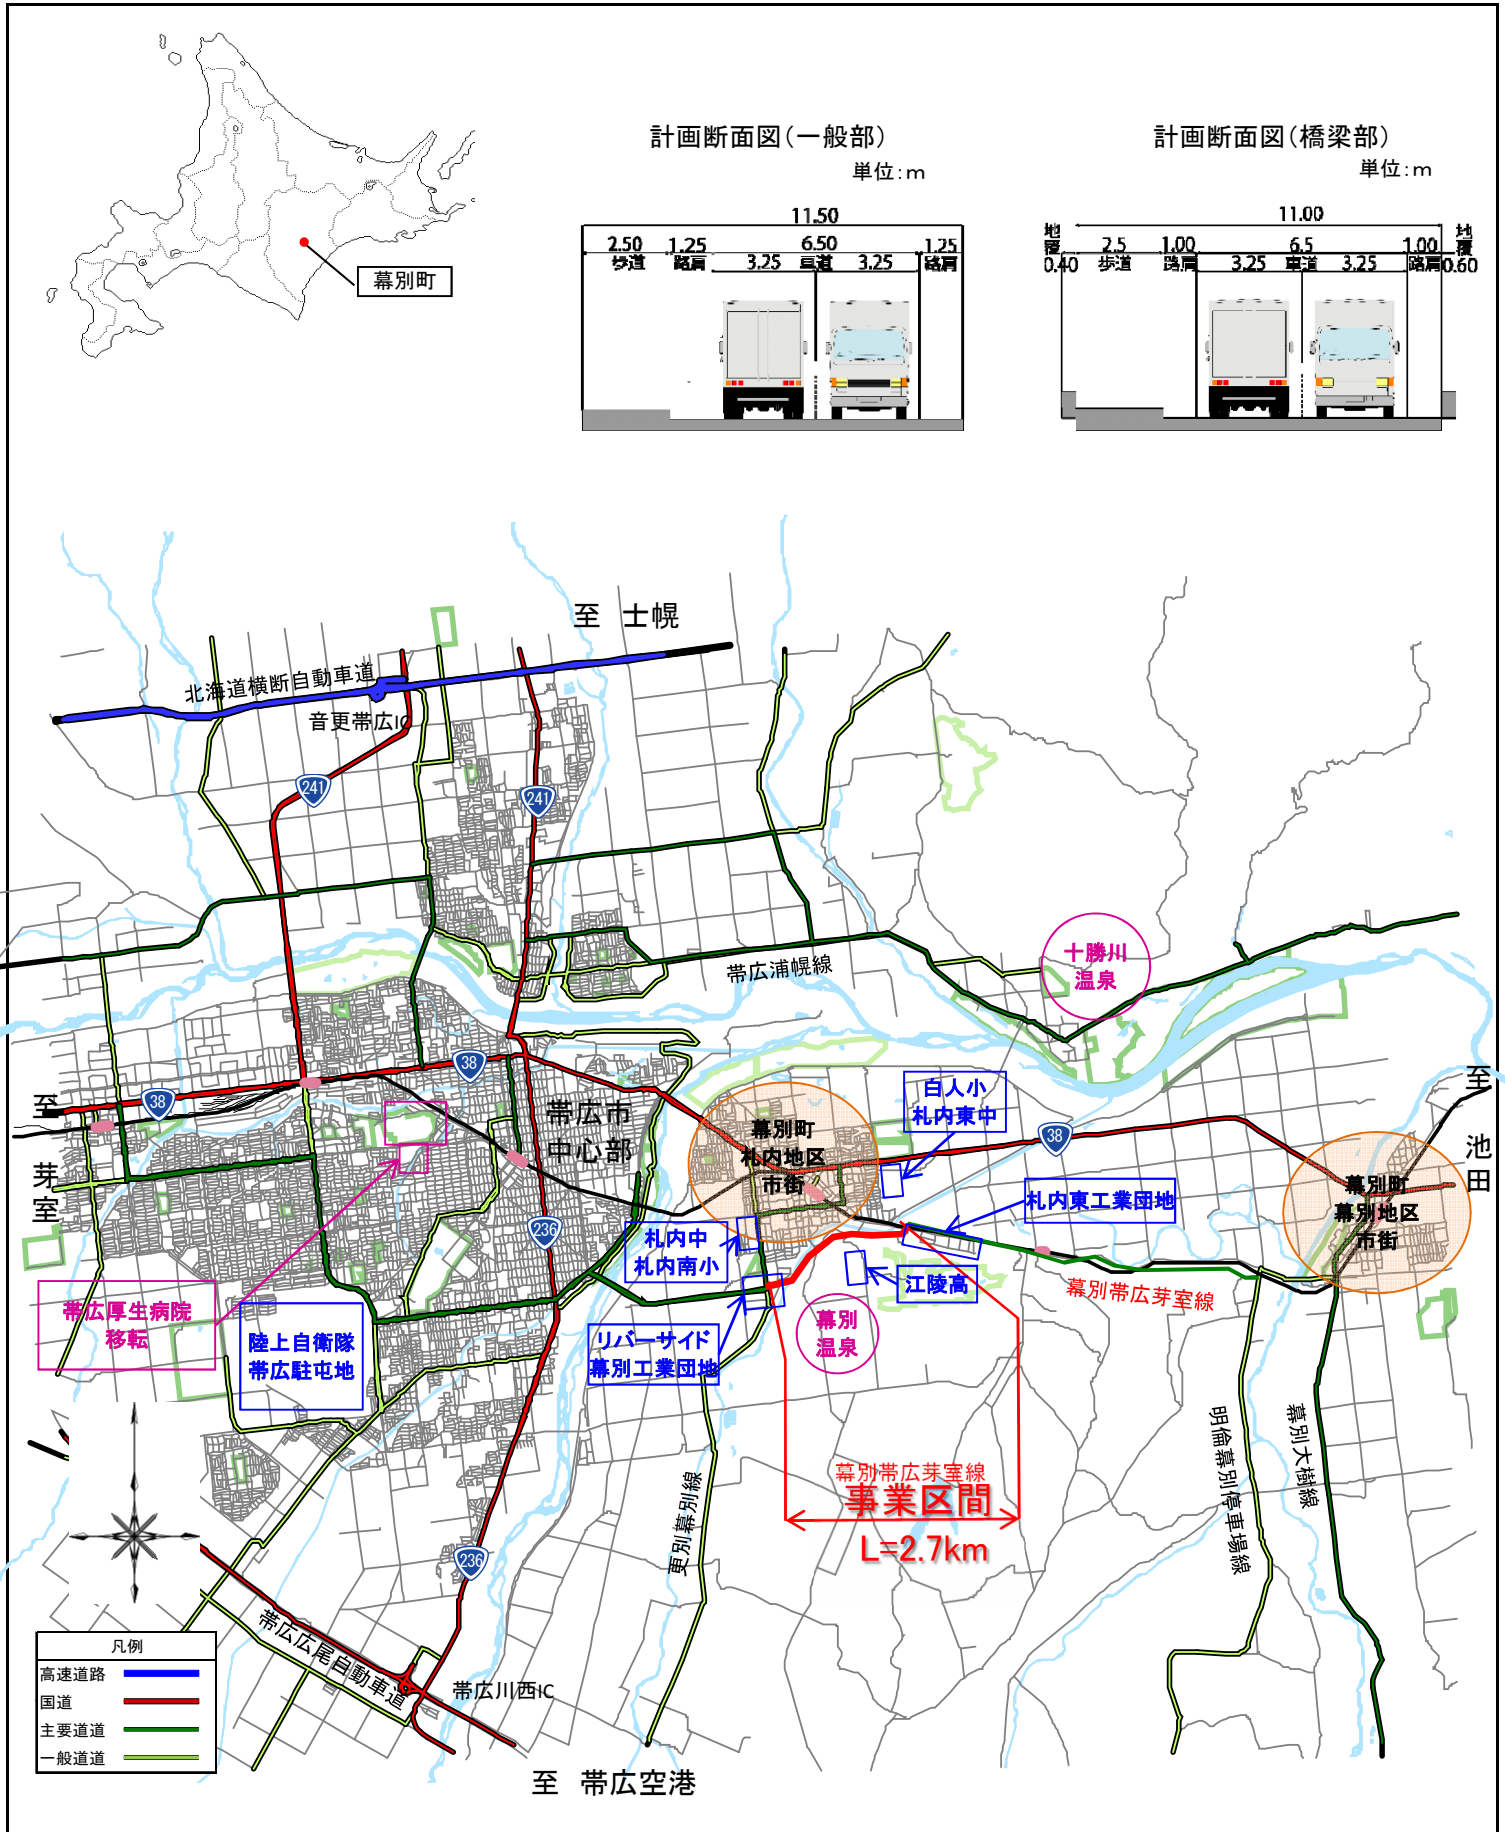 幕別町
計画断面図(一般部)
単位:m
11.50
2.50 1.25 6.50 1.25
歩道 路肩 3.25 車道 3.25 路肩
計画断面図(橋梁部)
単位:m
11.00
地覆 2.5 1.00 6.5 1.00 地覆
0.40 歩道 路肩 3.25 車道 3.25 路肩 0.60
至 士幌
北海道横断自動車道
音更帯広IC
241
241
帯広浦幌線
十勝川
温泉
38
38
38
至 芽室
至 池田
帯広市
中心部
幕別町
札内地区
市街
白人小
札内東中
札内東工業団地
幕別町
幕別地区
市街
札内中
札内南小
江陵高
236
幕別帯広芽室線
帯広厚生病院
移転
陸上自衛隊
帯広駐屯地
リバーサイド
幕別工業団地
幕別
温泉
幕別帯広芽室線
事業区間
L=2.7km
更別幕別線
明倫幕別停車場線
幕別大樹線
236
帯広広尾自動車道
帯広川西IC
至 帯広空港
凡例
高速道路
国道
主要道道
一般道道